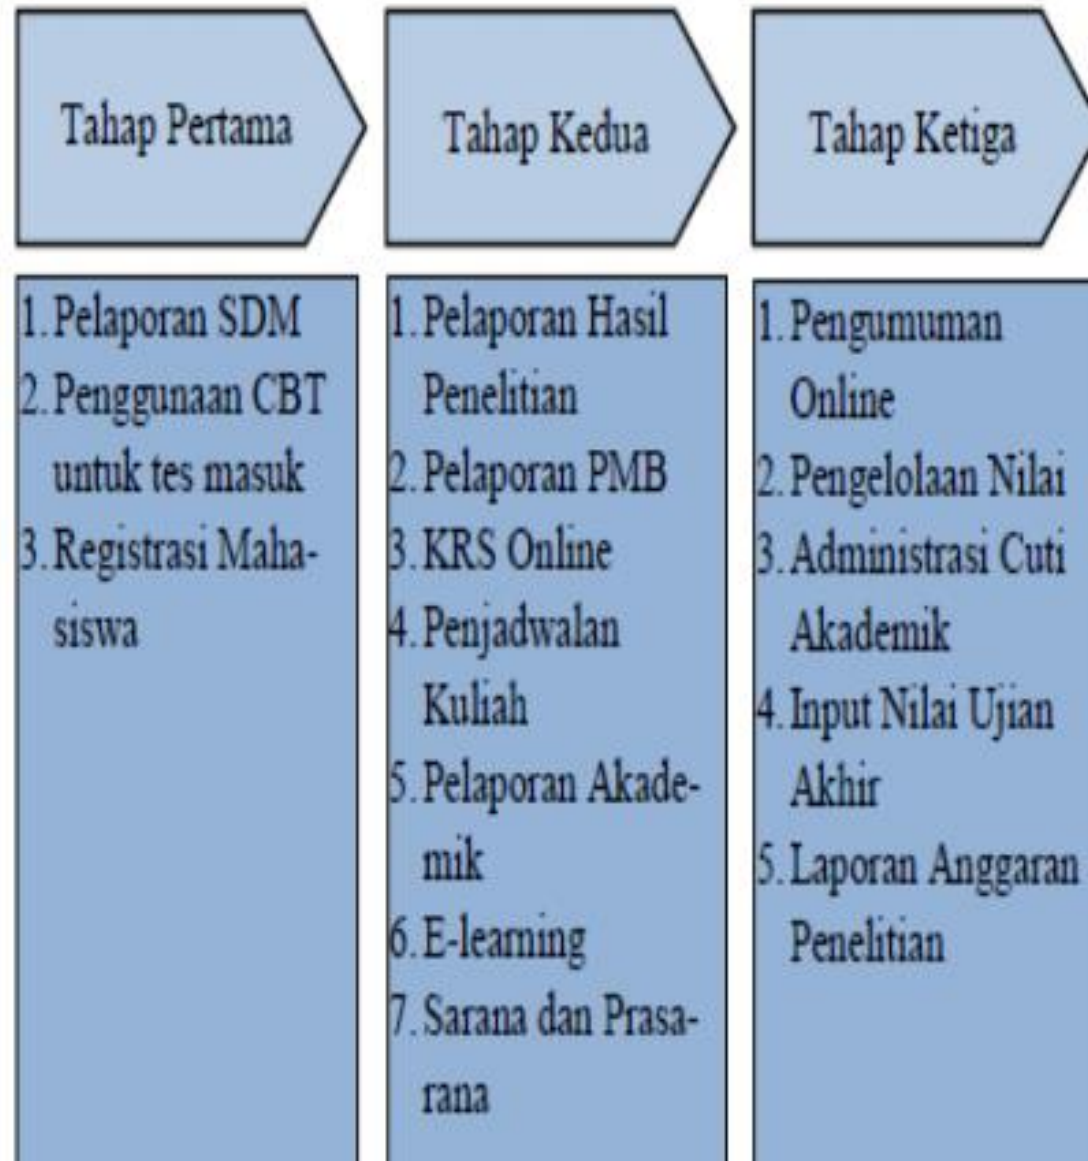 Tahap Pertama
Tahap Kedua
Tahap Ketiga
1. Pelaporan SDM
2. Penggunaan CBT
untuk tes masuk
3. Registrasi Maha-
siswa
1. Pelaporan Hasil
Penelitian
2. Pelaporan PMB
3. KRS Online
4. Penjadwalan
Kuliah
5. Pelaporan Akade-
mik
6. E-learning
7. Sarana dan Prasa-
rana
1. Pengumuman
Online
2. Pengelolaan Nilai
3. Administrasi Cuti
Akademik
4. Input Nilai Ujian
Akhir
5. Laporan Anggaran
Penelitian